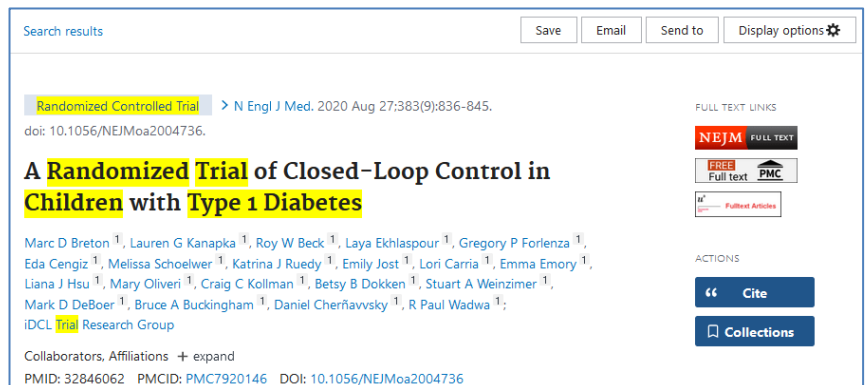 Search results
Save Email Send to Display options
Randomized Controlled Trial > N Engl J Med. 2020 Aug 27;383(9):836-845.
doi: 10.1056/NEJMoa2004736.
A Randomized Trial of Closed-Loop Control in
Children with Type 1 Diabetes
Marc D Breton 1, Lauren G Kanapka 1, Roy W Beck 1, Laya Ekhlaspour 1, Gregory P Forlenza 1,
Eda Cengiz 1, Melissa Schoelwer 1, Katrina J Ruedy 1, Emily Jost 1, Lori Carria 1, Emma Emory 1,
Liana J Hsu 1, Mary Oliveri 1, Craig C Kollman 1, Betsy B Dokken 1, Stuart A Weinzimer 1,
Mark D DeBoer 1, Bruce A Buckingham 1, Daniel Cherñavvsky 1, R Paul Wadwa 1;
iDCL Trial Research Group
Collaborators, Affiliations + expand
PMID: 32846062 PMCID: PMC7920146 DOI: 10.1056/NEJMoa2004736
FULL TEXT LINKS
NEJM FULL TEXT
FREE
Full text PMC
u Fulltext Articles
ACTIONS
Cite
Collections